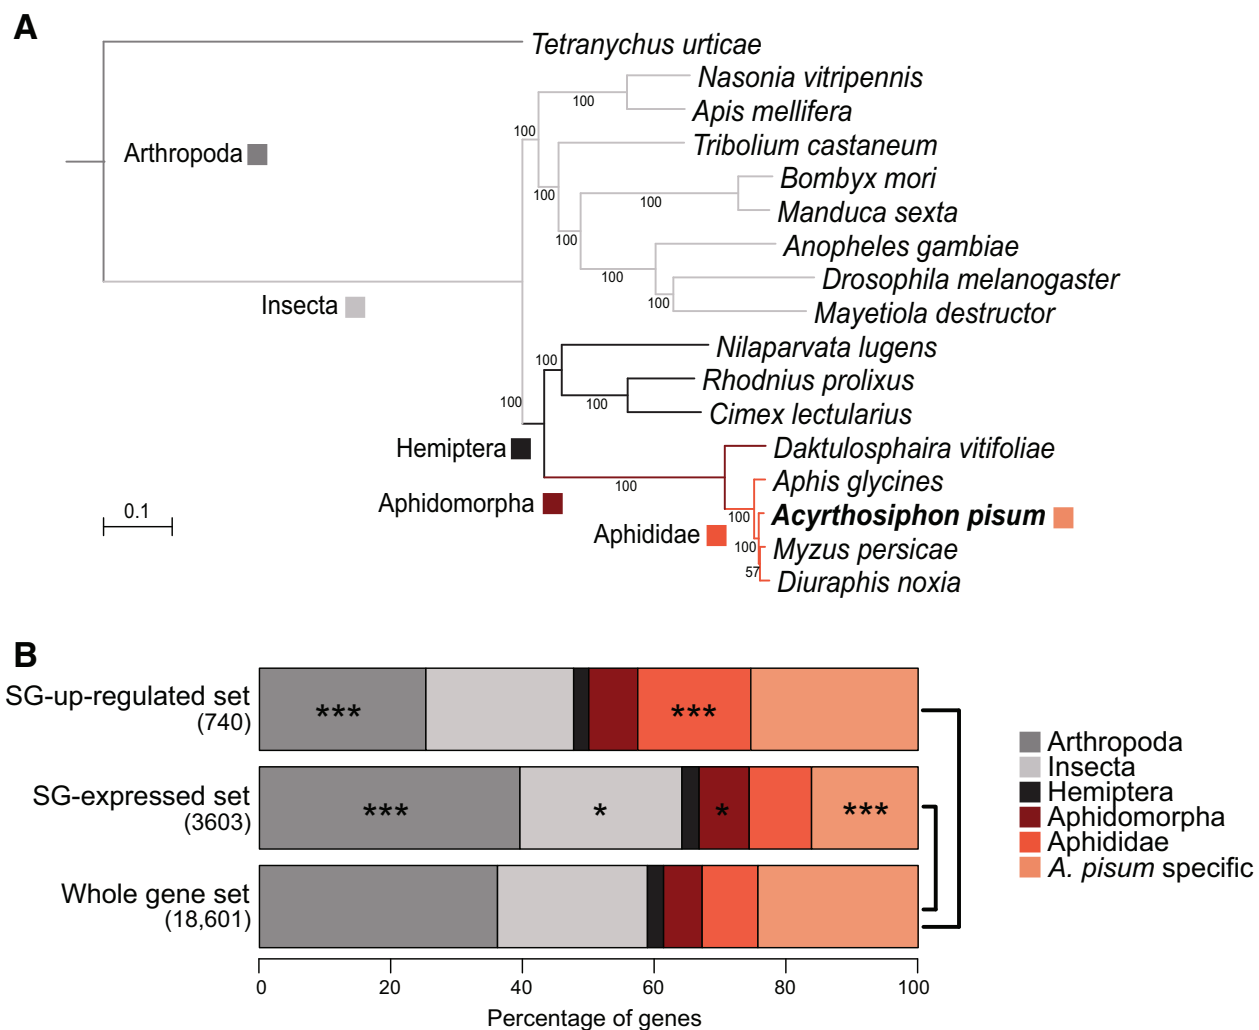 A
Tetranychus urticae
Nasonia vitripennis
100
Apis mellifera
100
Tribolium castaneum
Arthropoda
Bombyx mori
100
100
Manduca sexta
100
Anopheles gambiae
100
Drosophila melanogaster
100
Insecta
Mayetiola destructor
Nilaparvata lugens
100
Rhodnius prolixus
100
100
Cimex lectularius
Hemiptera
Daktulosphaira vitifoliae
100
Aphis glycines
Aphidomorpha
0.1
100
Acyrthosiphon pisum
Aphididae
100
Myzus persicae
57
Diuraphis noxia
B
SG-up-regulated set
(740)
*** ***
SG-expressed set
(3603)
*** * * ***
Whole gene set
(18,601)
Arthropoda
Insecta
Hemiptera
Aphidomorpha
Aphididae
A. pisum specific
0 20 40 60 80 100
Percentage of genes